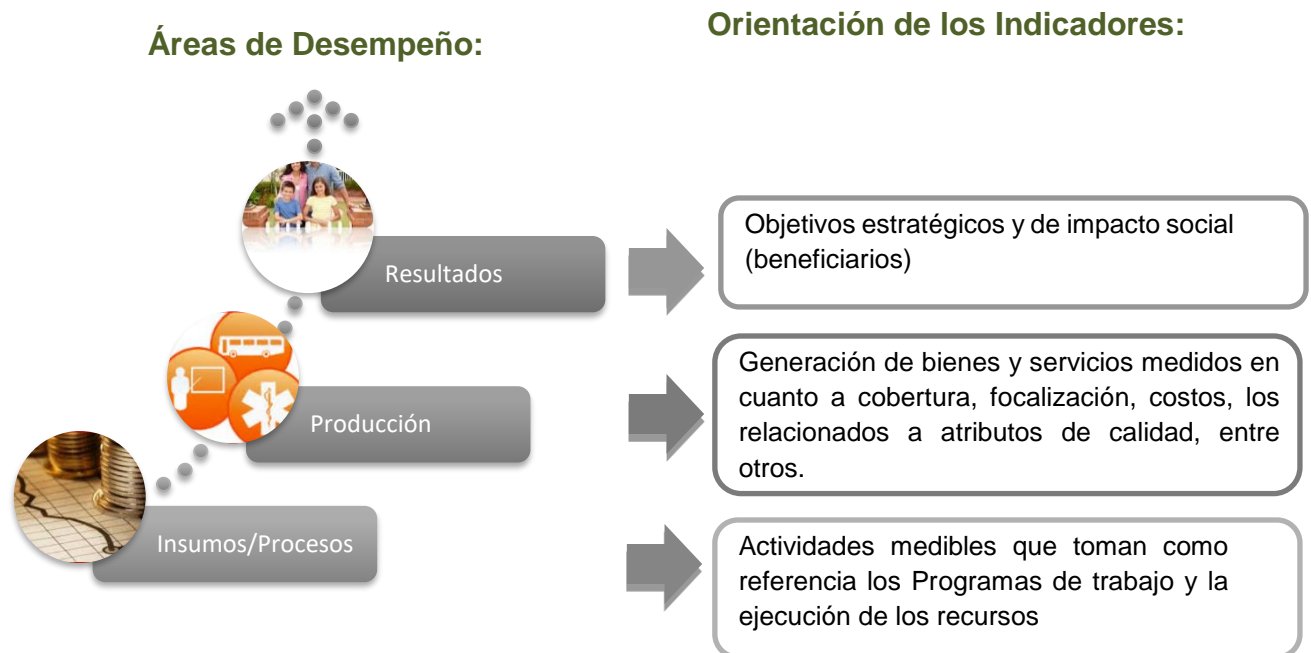 Áreas de Desempeño:
Orientación de los Indicadores:
Resultados
Objetivos estratégicos y de impacto social
(beneficiarios)
Producción
Generación de bienes y servicios medidos en
cuanto a cobertura, focalización, costos, los
relacionados a atributos de calidad, entre
otros.
Insumos/Procesos
Actividades medibles que toman como
referencia los Programas de trabajo y la
ejecución de los recursos